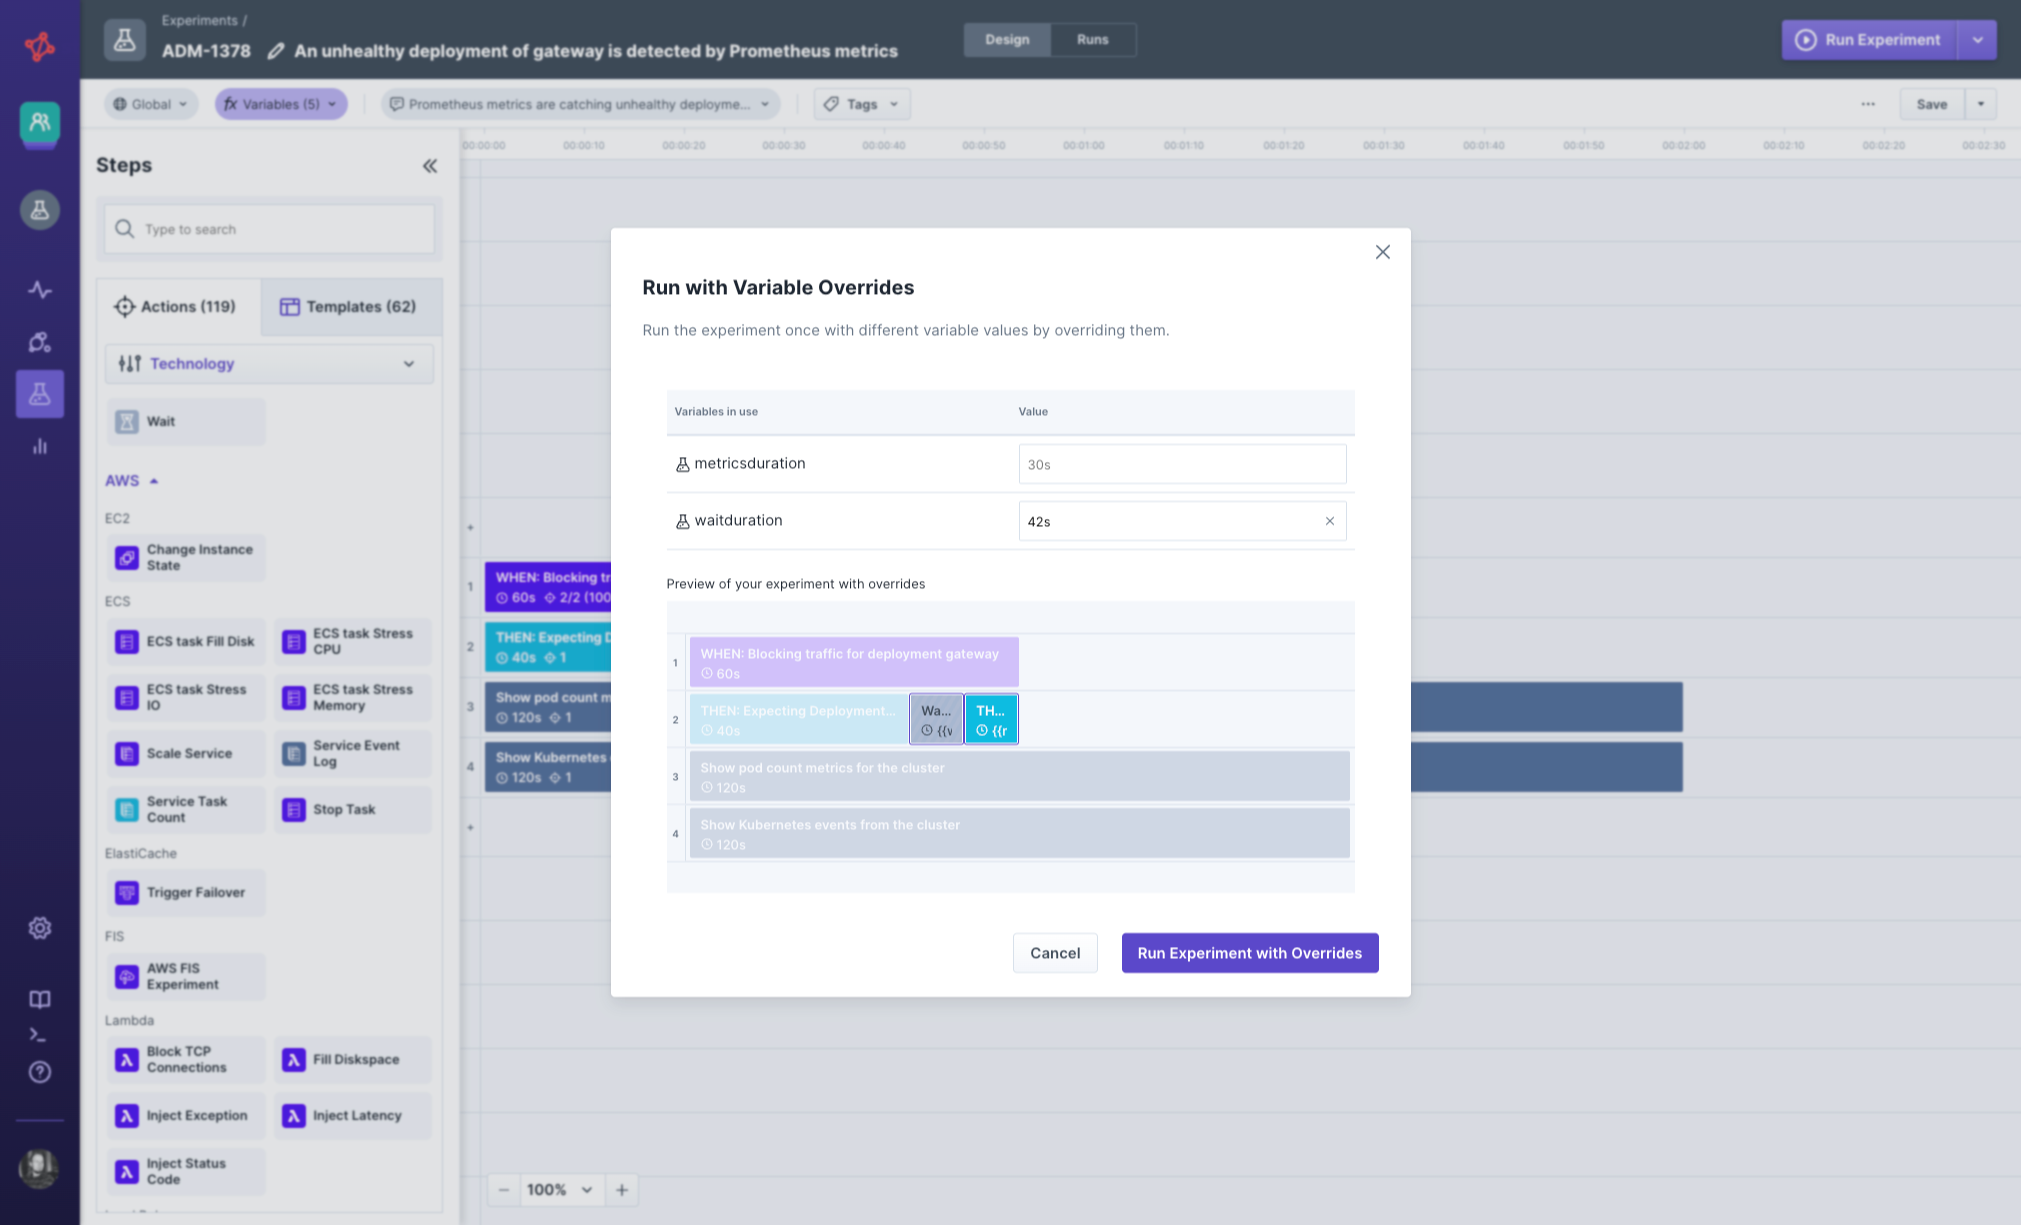 Experiments /
ADM-1378 An unhealthy deployment of gateway is detected by Prometheus metrics
Design Runs
Run Experiment
Global
fx Variables (5)
Prometheus metrics are catching unhealthy deployme...
Tags
Save
Steps
00:00:00 00:00:10 00:00:20 00:00:30 00:00:40 00:00:50 00:01:00 00:01:10 00:01:20 00:01:30 00:01:40 00:01:50 00:02:00 00:02:10 00:02:20 00:02:30
Type to search
Actions (119)
Templates (62)
Technology
Wait
AWS
EC2
Change Instance
State
ECS
ECS task Fill Disk
ECS task Stress
CPU
ECS task Stress
IO
ECS task Stress
Memory
Scale Service
Service Event
Log
Service Task
Count
Stop Task
ElastiCache
Trigger Failover
FIS
AWS FIS
Experiment
Lambda
Block TCP
Connections
Fill Diskspace
Inject Exception
Inject Latency
Inject Status
Code
+
1
WHEN: Blocking tr
60s 2/2 (100
2
THEN: Expecting D
40s 1
3
Show pod count m
120s 1
4
Show Kubernetes
120s 1
+
− 100% +
Run with Variable Overrides
Run the experiment once with different variable values by overriding them.
Variables in use Value
metricsduration 30s
waitduration 42s
Preview of your experiment with overrides
1
WHEN: Blocking traffic for deployment gateway
60s
2
THEN: Expecting Deployment... Wa... TH...
40s {{v {{r
3
Show pod count metrics for the cluster
120s
4
Show Kubernetes events from the cluster
120s
Cancel
Run Experiment with Overrides